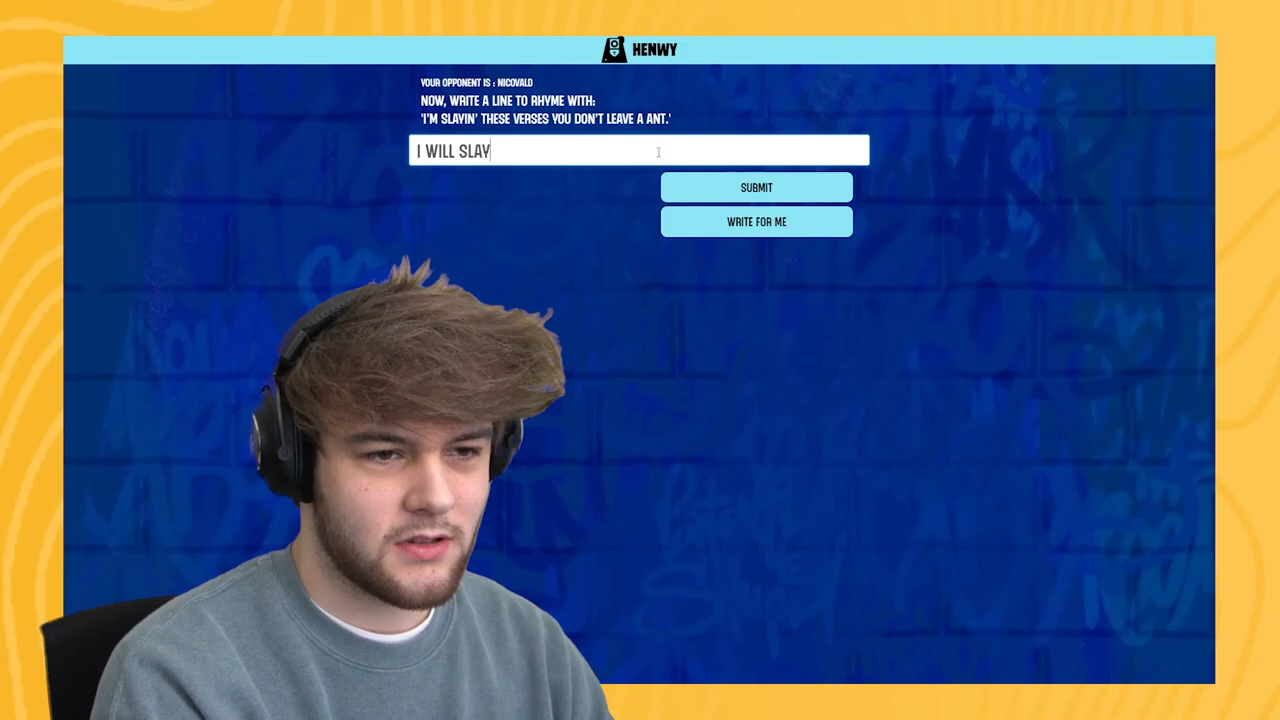 HENWY
YOUR OPPONENT IS : NICOVALD
NOW, WRITE A LINE TO RHYME WITH:
'I'M SLAYIN' THESE VERSES YOU DON'T LEAVE A ANT.'
I WILL SLAY
SUBMIT
WRITE FOR ME